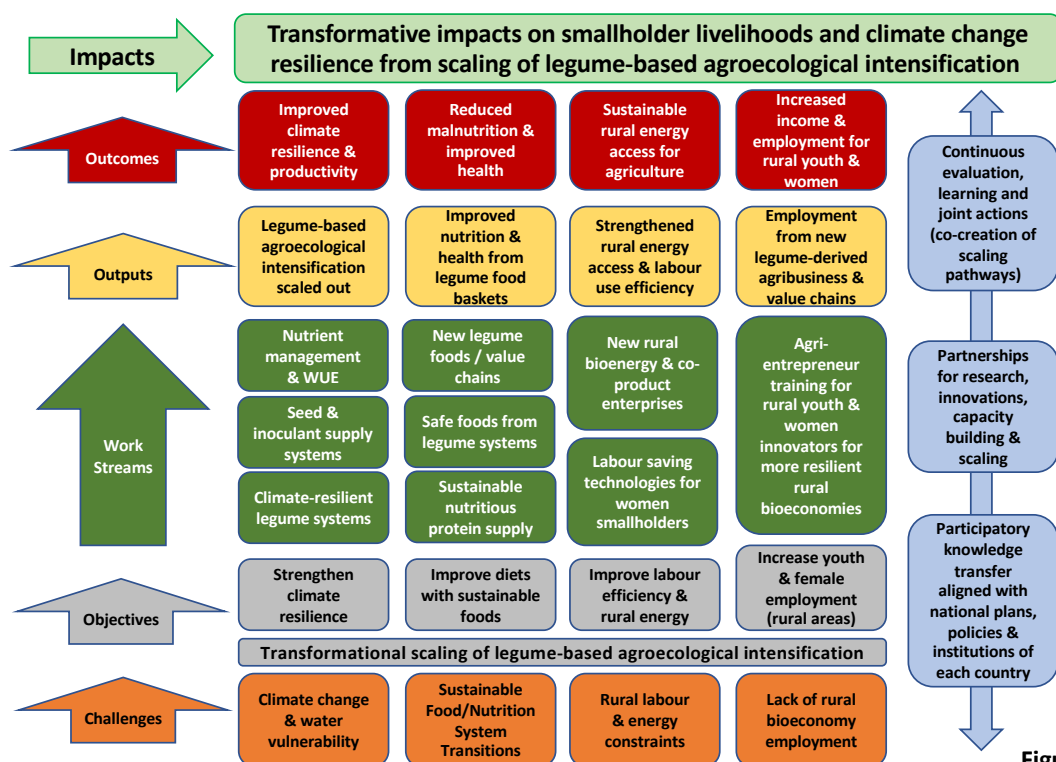 Impacts
Transformative impacts on smallholder livelihoods and climate change
resilience from scaling of legume-based agroecological intensification
Outcomes
Improved
climate
resilience &
productivity
Reduced
malnutrition &
improved
health
Sustainable
rural energy
access for
agriculture
Increased
income &
employment for
rural youth &
women
Outputs
Legume-based
agroecological
intensification
scaled out
Improved
nutrition &
health from
legume food
baskets
Strengthened
rural energy
access & labour
use efficiency
Employment
from new
legume-derived
agribusiness &
value chains
Work
Streams
Nutrient
management
& WUE
Seed &
inoculant supply
systems
Climate-resilient
legume systems
New legume
foods / value
chains
Safe foods from
legume systems
Sustainable
nutritious
protein supply
New rural
bioenergy & co-
product
enterprises
Labour saving
technologies for
women
smallholders
Agri-
entrepreneur
training for
rural youth &
women
innovators for
more resilient
rural
bioeconomies
Objectives
Strengthen
climate
resilience
Improve diets
with sustainable
foods
Improve labour
efficiency &
rural energy
Increase youth
& female
employment
(rural areas)
Transformational scaling of legume-based agroecological intensification
Challenges
Climate change
& water
vulnerability
Sustainable
Food/Nutrition
System
Transitions
Rural labour
& energy
constraints
Lack of rural
bioeconomy
employment
Continuous
evaluation,
learning and
joint actions
(co-creation of
scaling
pathways)
Partnerships
for research,
innovations,
capacity
building &
scaling
Participatory
knowledge
transfer
aligned with
national plans,
policies &
institutions of
each country